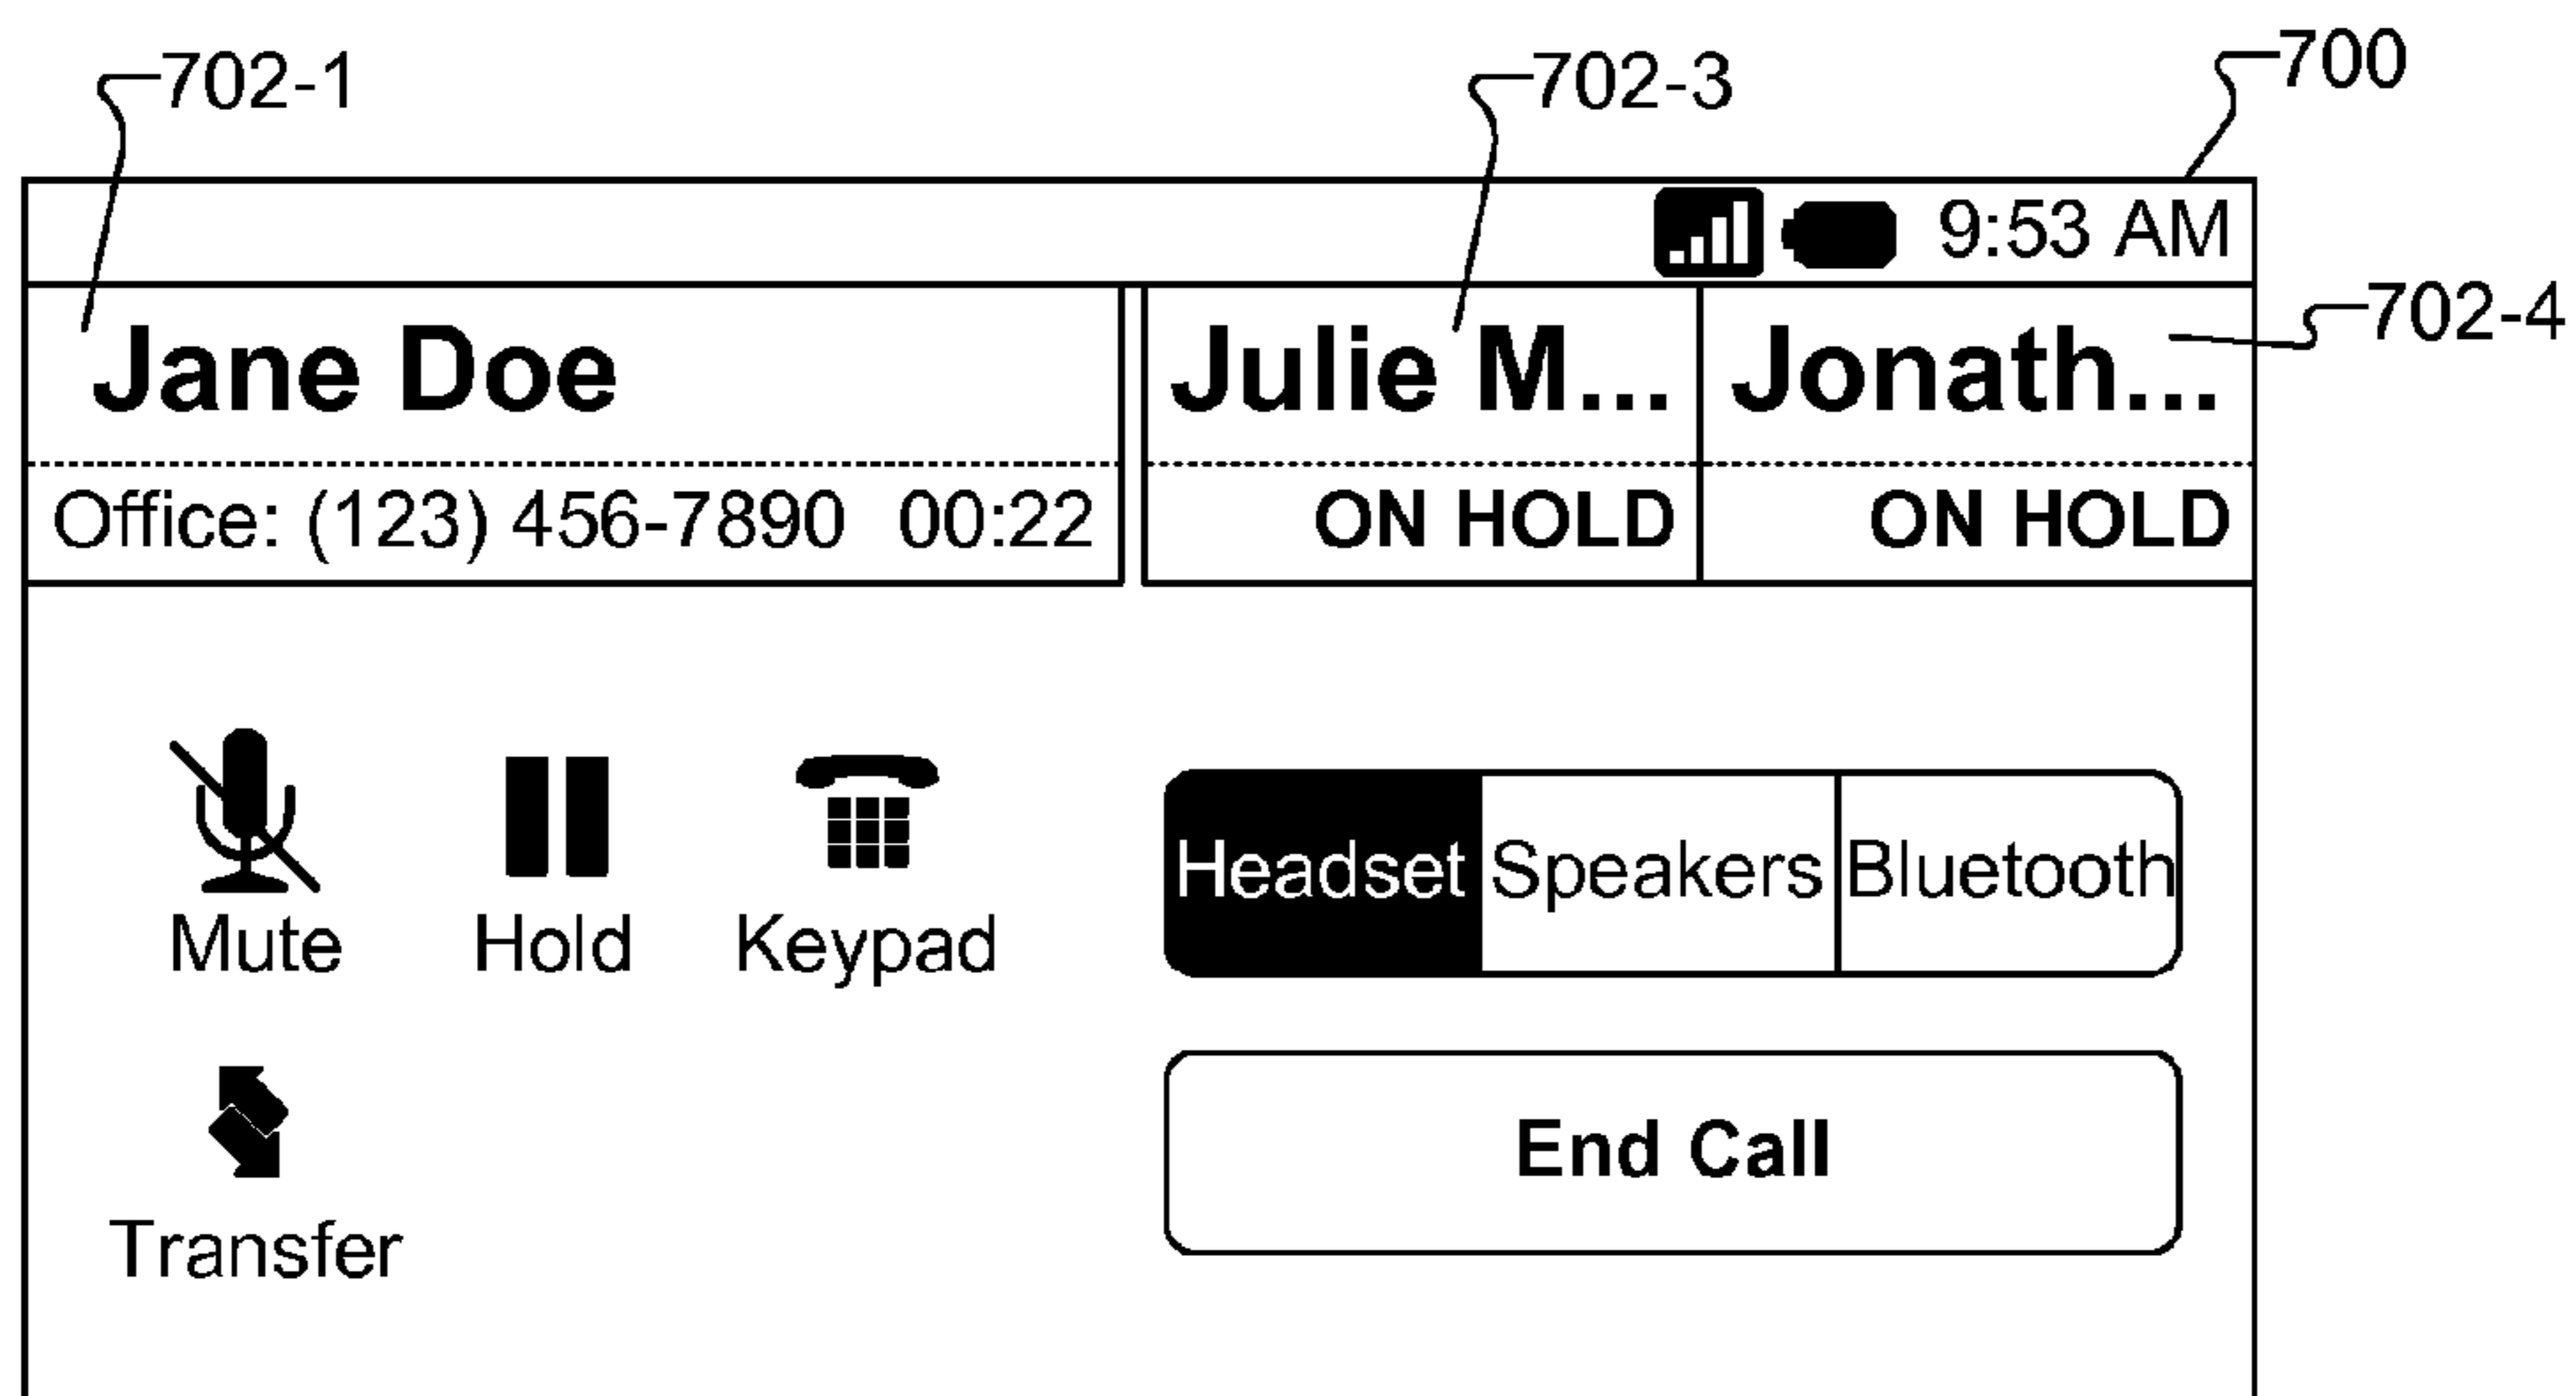 702-1
702-3
700
9:53 AM
702-4
Jane Doe
Julie M...
Jonath...
Office: (123) 456-7890 00:22
ON HOLD
ON HOLD
Mute
Hold
Keypad
Headset
Speakers
Bluetooth
Transfer
End Call